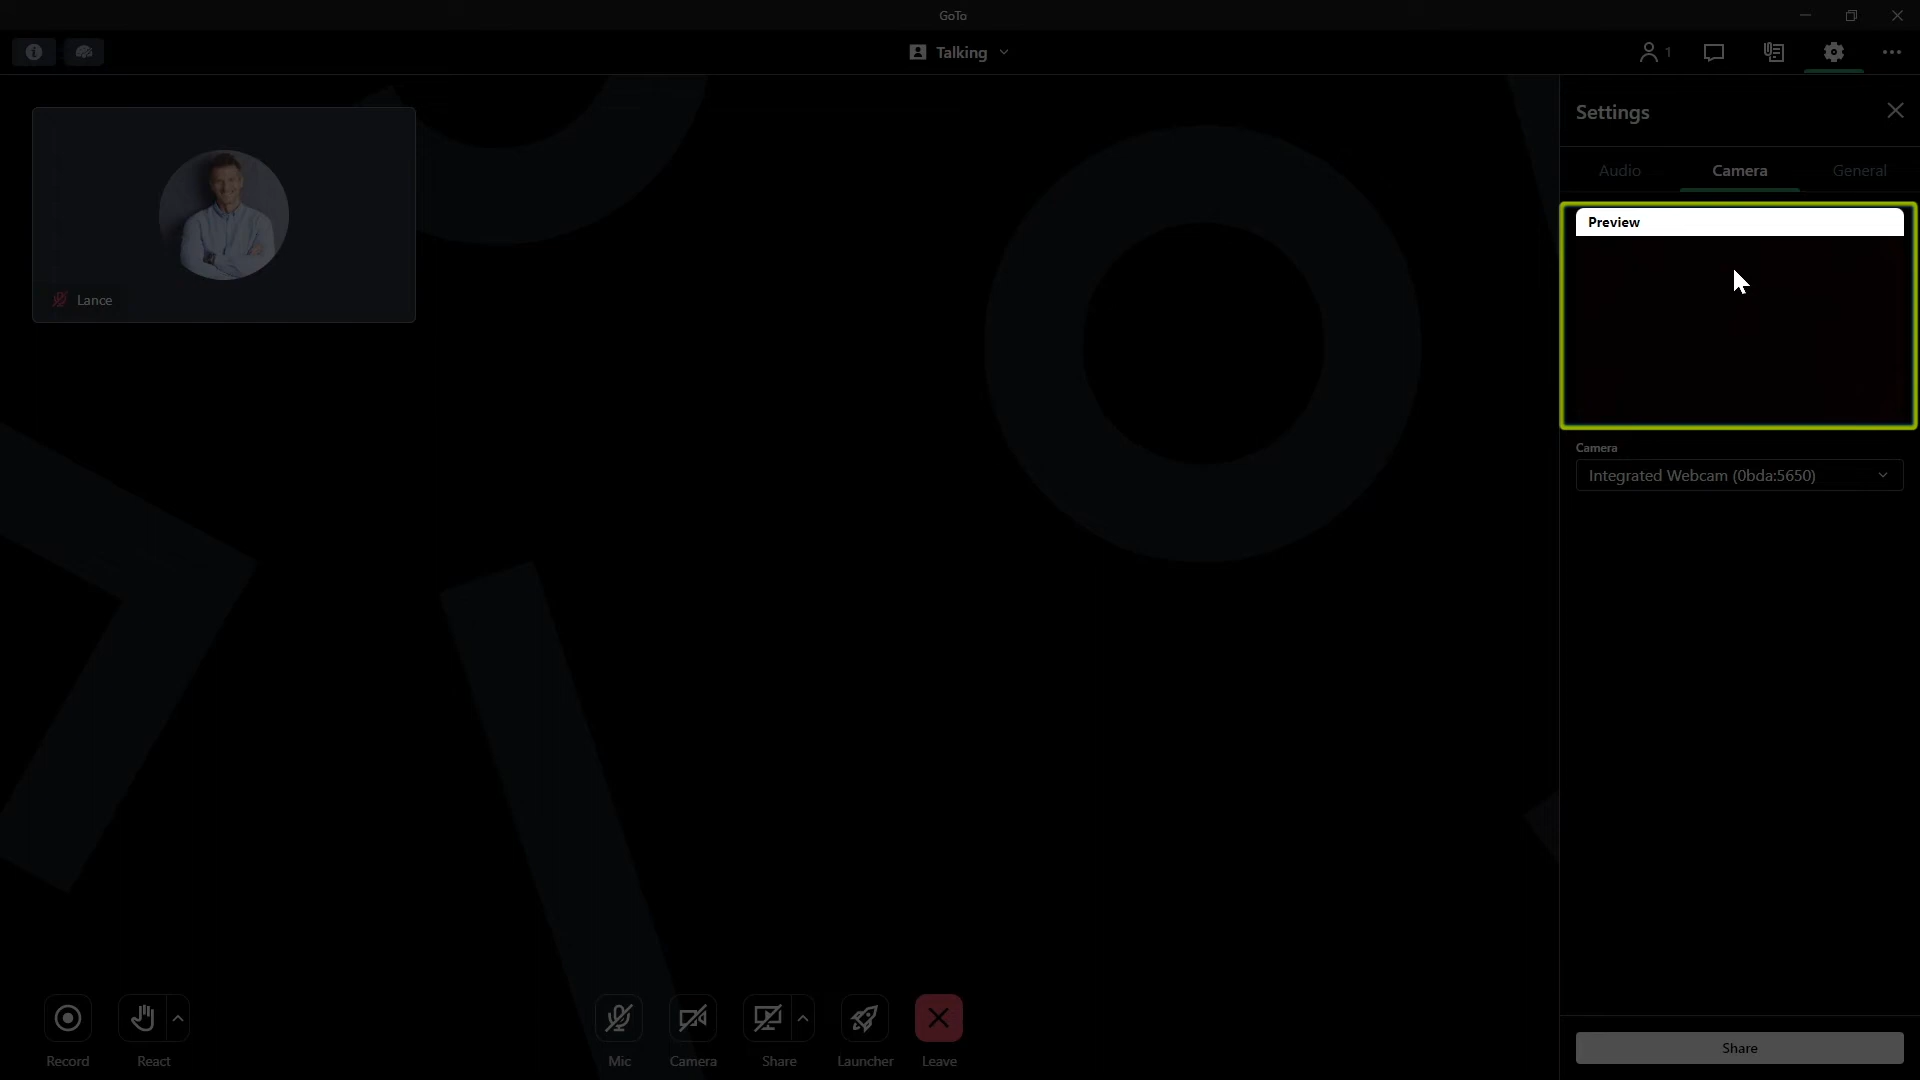 GoTo
Talking
1
Settings
Audio
Camera
General
Preview
Lance
Camera
Integrated Webcam (0bda:5650)
Record
React
Mic
Camera
Share
Launcher
Leave
Share